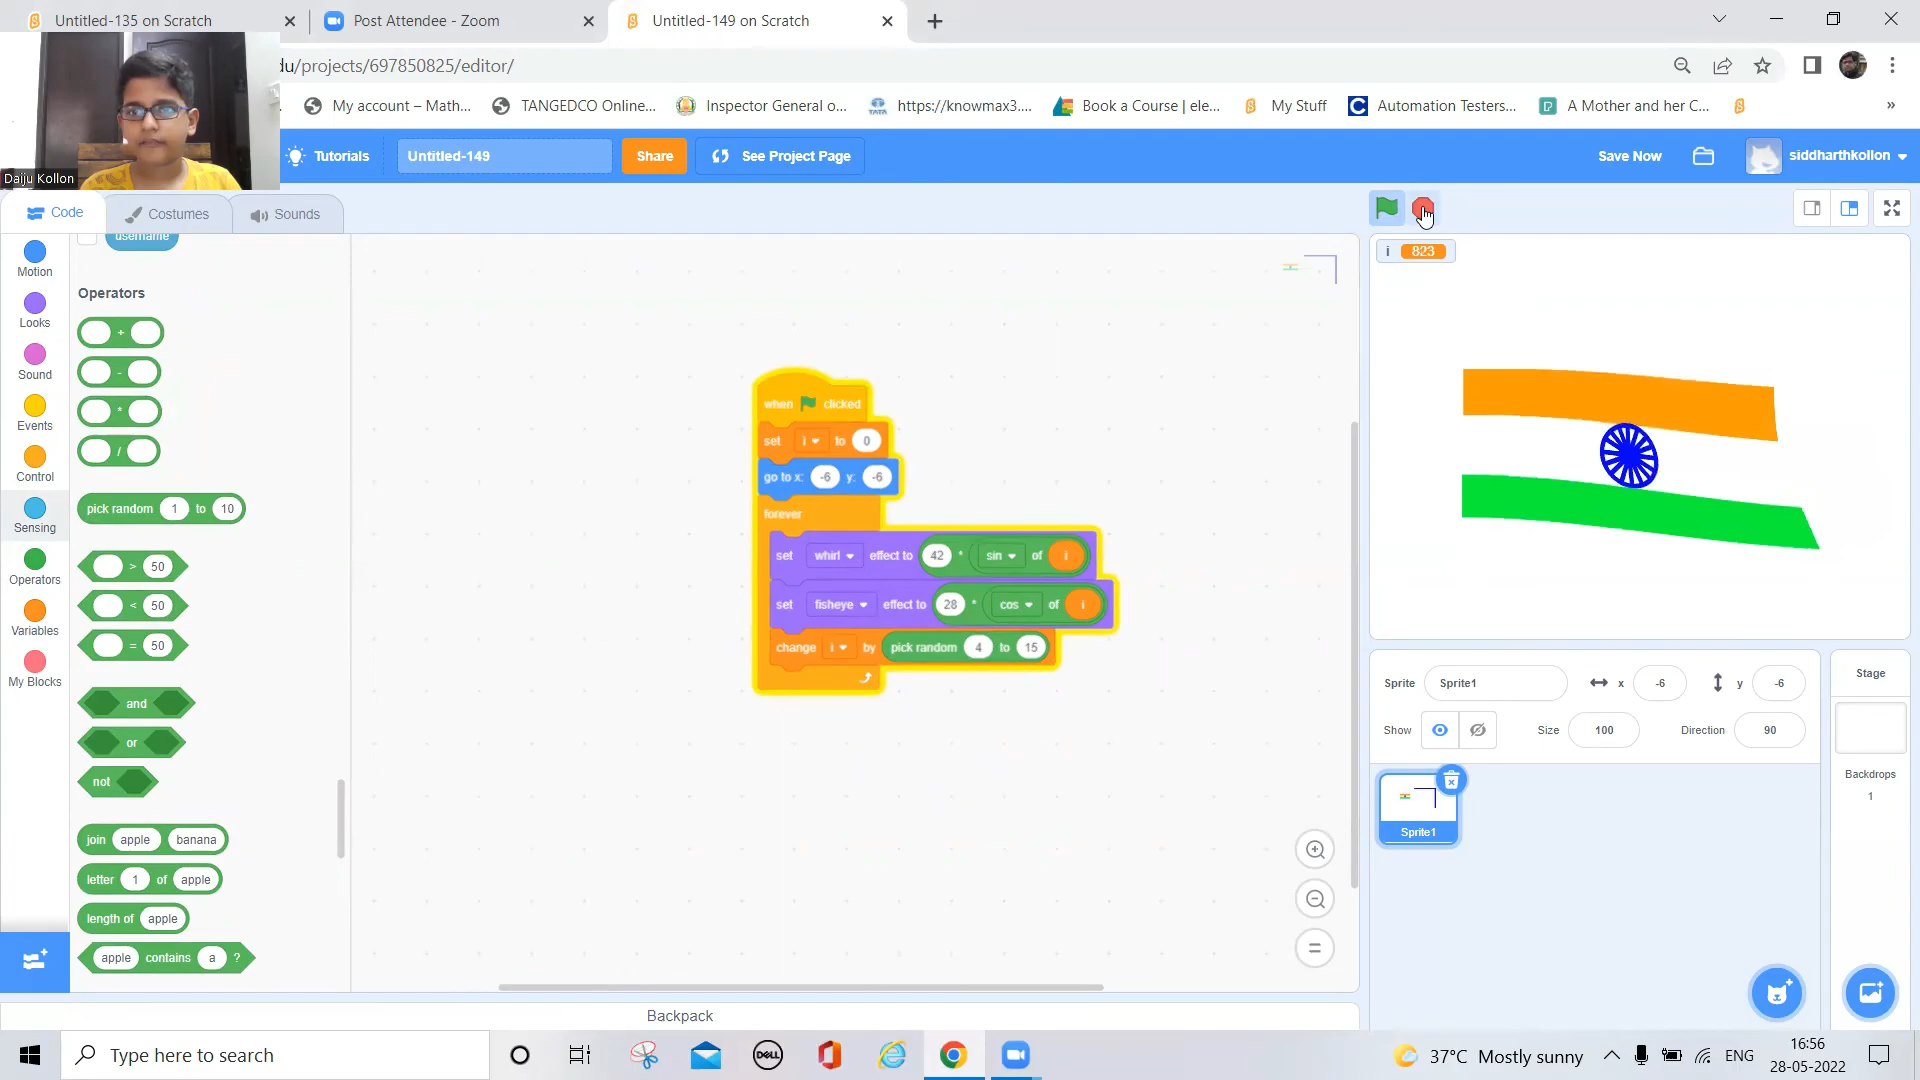 Untitled-135 on Scratch
Post Attendee - Zoom
Untitled-149 on Scratch
du/projects/697850825/editor/
My account – Math...
TANGEDCO Online...
Inspector General o...
https://knowmax3....
Book a Course | ele...
My Stuff
Automation Testers...
A Mother and her C...
»
Daiju Kollon
Tutorials
Untitled-149
Share
See Project Page
Save Now
siddharthkollon
Code
Costumes
Sounds
Motion
Looks
Sound
Events
Control
Sensing
Operators
Variables
My Blocks
username
Operators
+
-
*
/
pick random 1 to 10
> 50
< 50
= 50
and
or
not
join apple banana
letter 1 of apple
length of apple
apple contains a ?
when clicked
set i to 0
go to x: -6 y: -6
forever
set whirl effect to 42 * sin of i
set fisheye effect to 28 * cos of i
change i by pick random 4 to 15
i 823
Sprite Sprite1 x -6 y -6
Show Size 100 Direction 90
Sprite1
Stage
Backdrops
1
Backpack
Type here to search
DELL
37°C Mostly sunny
ENG
16:56
28-05-2022